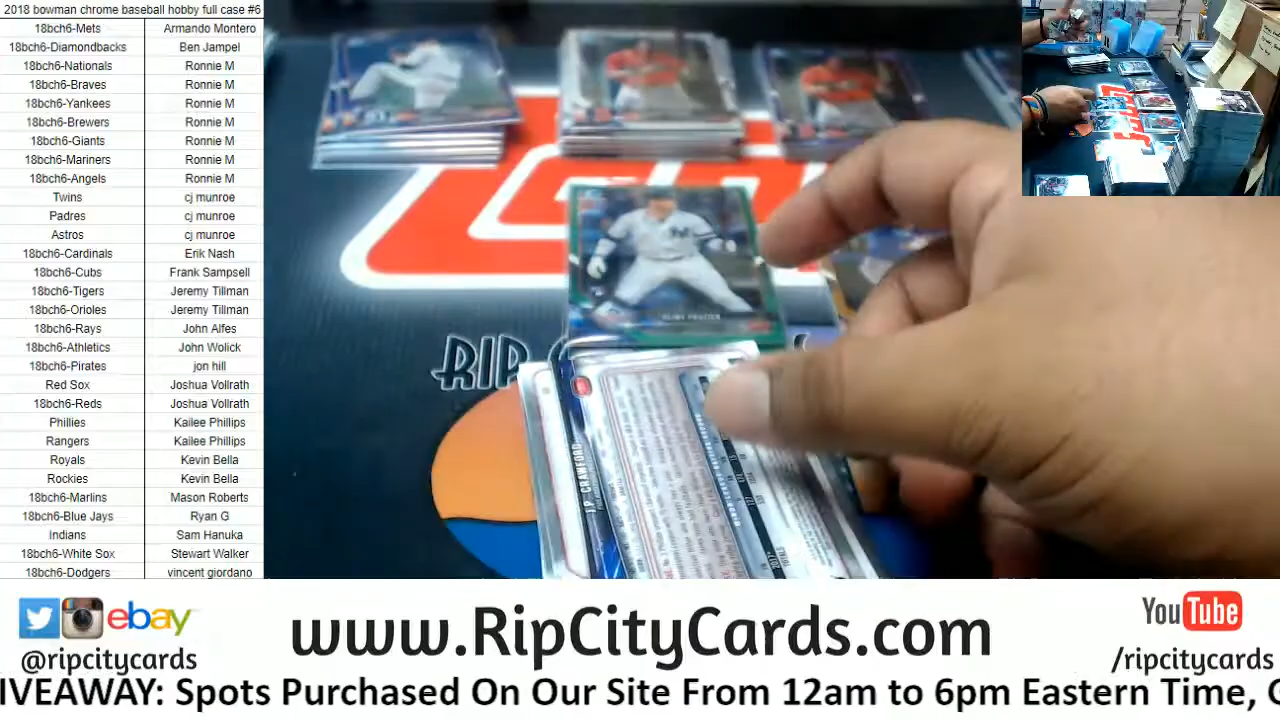 2018 bowman chrome baseball hobby full case #6
18bch6-Mets Armando Montero
18bch6-Diamondbacks Ben Jampel
18bch6-Nationals Ronnie M
18bch6-Braves Ronnie M
18bch6-Yankees Ronnie M
18bch6-Brewers Ronnie M
18bch6-Giants Ronnie M
18bch6-Mariners Ronnie M
18bch6-Angels Ronnie M
Twins cj munroe
Padres cj munroe
Astros cj munroe
18bch6-Cardinals Erik Nash
18bch6-Cubs Frank Sampsell
18bch6-Tigers Jeremy Tillman
18bch6-Orioles Jeremy Tillman
18bch6-Rays John Alfes
18bch6-Athletics John Wolick
18bch6-Pirates jon hill
Red Sox Joshua Vollrath
18bch6-Reds Joshua Vollrath
Phillies Kailee Phillips
Rangers Kailee Phillips
Royals Kevin Bella
Rockies Kevin Bella
18bch6-Marlins Mason Roberts
18bch6-Blue Jays Ryan G
Indians Sam Hanuka
18bch6-White Sox Stewart Walker
18bch6-Dodgers vincent giordano
CLINT FRAZIER
RIP
J.P. CRAWFORD
ebay
@ripcitycards
www.RipCityCards.com
YouTube
/ripcitycards
IVEAWAY: Spots Purchased On Our Site From 12am to 6pm Eastern Time, G